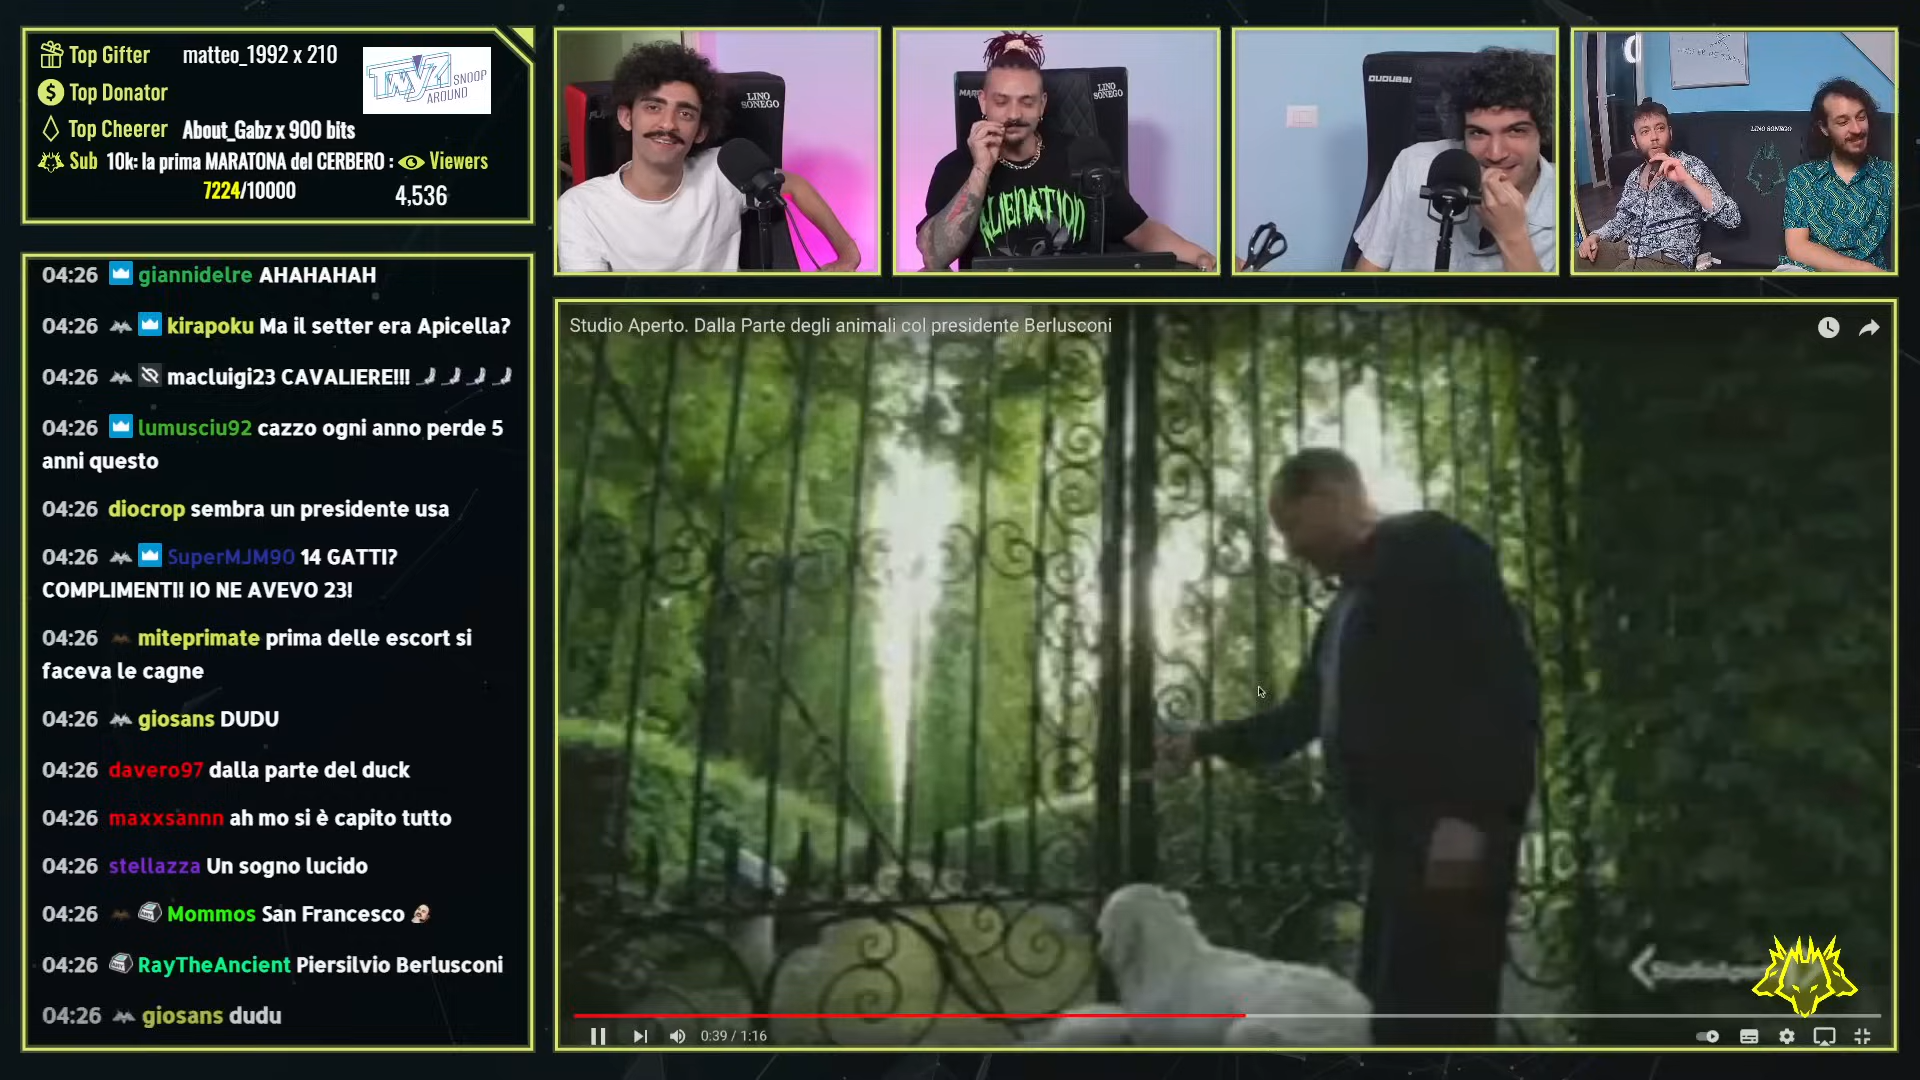 Top Gifter matteo_1992 x 210
Top Donator
Top Cheerer About_Gabz x 900 bits
Sub 10k: la prima MARATONA del CERBERO : Viewers
7224/10000 4,536
TWYZ SNOOP
AROUND
LINO
SONEGO
LINO
SONEGO
DUDUBBI
LINO SONEGO
ALIENATION
04:26 giannidelre AHAHAHAH
04:26 kirapoku Ma il setter era Apicella?
04:26 macluigi23 CAVALIERE!!!
04:26 lumusciu92 cazzo ogni anno perde 5
anni questo
04:26 diocrop sembra un presidente usa
04:26 SuperMJM90 14 GATTI?
COMPLIMENTI! IO NE AVEVO 23!
04:26 miteprimate prima delle escort si
faceva le cagne
04:26 giosans DUDU
04:26 davero97 dalla parte del duck
04:26 maxxsannn ah mo si è capito tutto
04:26 stellazza Un sogno lucido
04:26 Mommos San Francesco
04:26 RayTheAncient Piersilvio Berlusconi
04:26 giosans dudu
Studio Aperto. Dalla Parte degli animali col presidente Berlusconi
0:39 / 1:16